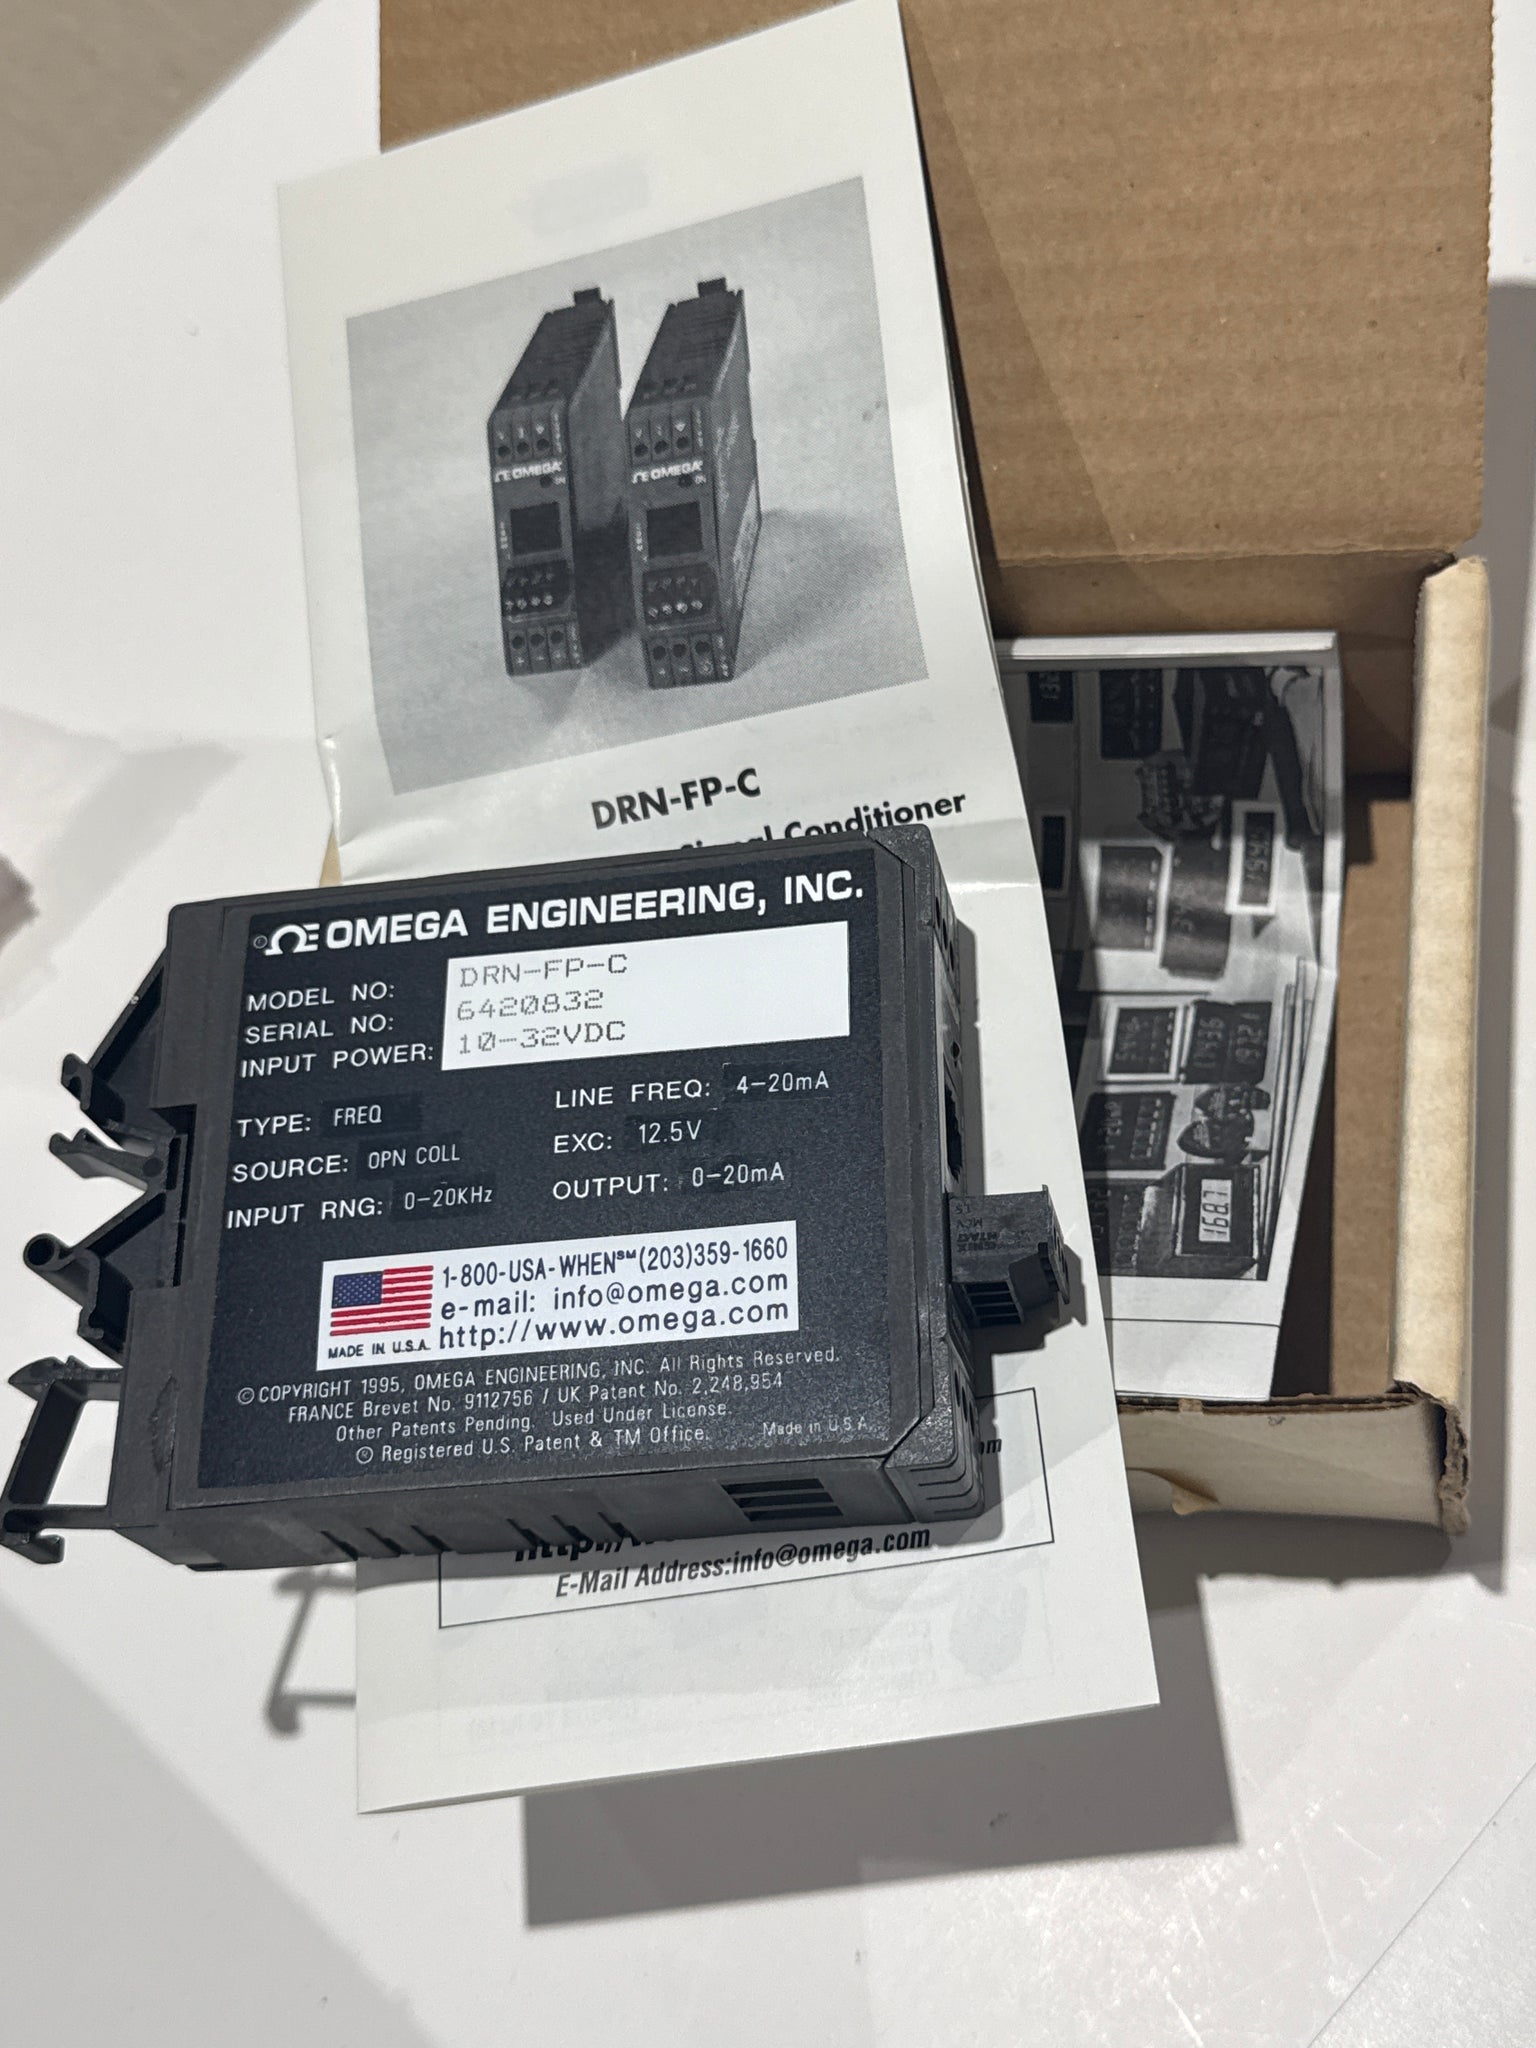 OMEGA
OMEGA
DRN-FP-C
Signal Conditioner
OMEGA ENGINEERING, INC.
MODEL NO: DRN-FP-C
SERIAL NO: 6420832
INPUT POWER: 10-32VDC
TYPE: FREQ LINE FREQ: 4-20mA
SOURCE: OPN COLL EXC: 12.5V
INPUT RNG: 0-20KHz OUTPUT: 0-20mA
1-800-USA-WHEN℠ (203)359-1660
e-mail: info@omega.com
http://www.omega.com
MADE IN U.S.A.
© COPYRIGHT 1995, OMEGA ENGINEERING, INC. All Rights Reserved.
FRANCE Brevet No. 9112756 / UK Patent No. 2,248,954
Other Patents Pending. Used Under License.
® Registered U.S. Patent & TM Office. Made in U.S.A.
E-Mail Address:info@omega.com
168.7